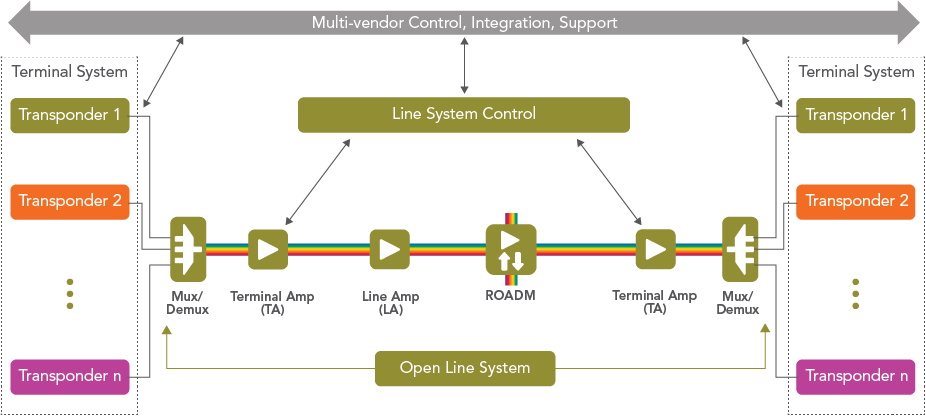 Multi-vendor Control, Integration, Support
Terminal System
Terminal System
Transponder 1
Line System Control
Transponder 1
Transponder 2
Transponder 2
Mux/
Demux
Terminal Amp
(TA)
Line Amp
(LA)
ROADM
Terminal Amp
(TA)
Mux/
Demux
Transponder n
Open Line System
Transponder n